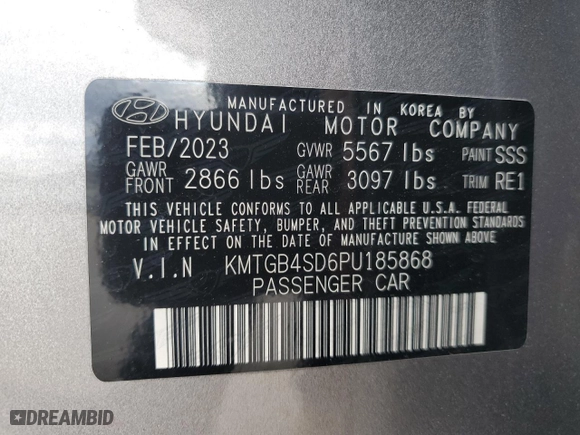 MANUFACTURED IN KOREA BY
HYUNDAI MOTOR COMPANY
FEB/2023 GVWR 5567 lbs PAINT SSS
GAWR FRONT 2866 lbs GAWR REAR 3097 lbs TRIM RE1
THIS VEHICLE CONFORMS TO ALL APPLICABLE U.S.A. FEDERAL
MOTOR VEHICLE SAFETY, BUMPER, AND THEFT PREVENTION
STANDARDS IN EFFECT ON THE DATE OF MANUFACTURE SHOWN ABOVE.
V.I.N KMTGB4SD6PU185868
PASSENGER CAR
DREAMBID